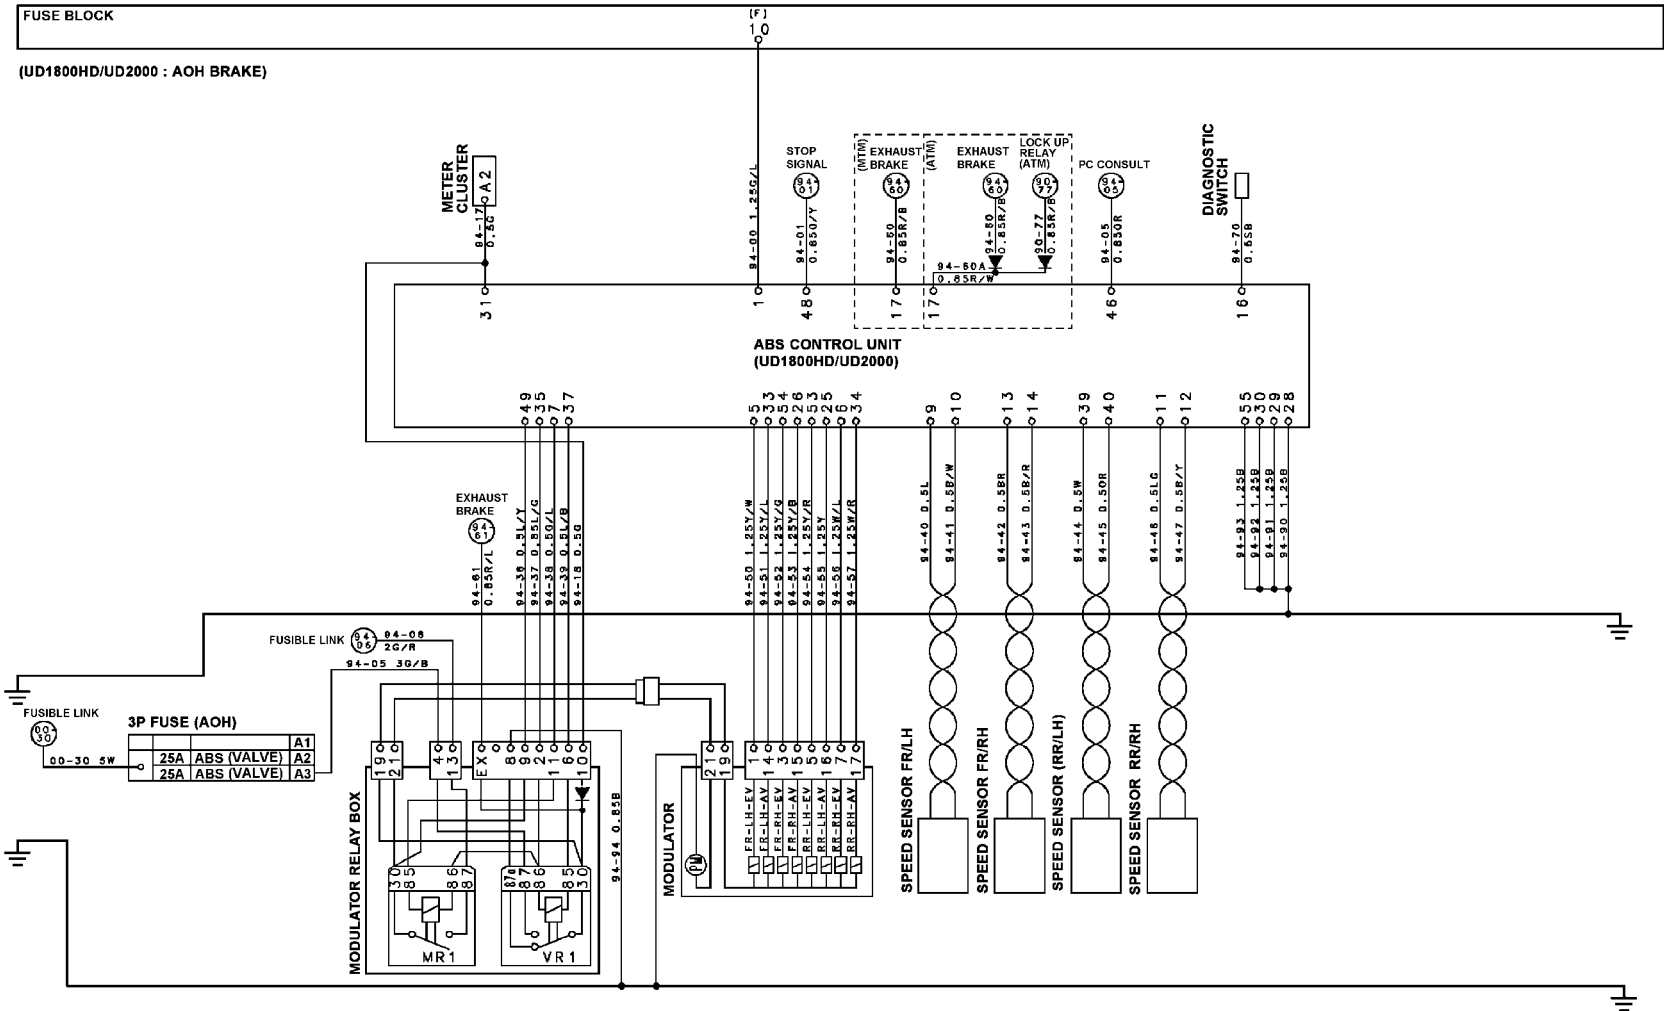 FUSE BLOCK
(F)
10
(UD1800HD/UD2000 : AOH BRAKE)
METER
CLUSTER
A2
94-17
0.5G
94-00 1.25G/L
STOP
SIGNAL
94-
01
94-01
0.85G/Y
(MTM)
EXHAUST
BRAKE
94-
60
94-60
0.85R/B
(ATM)
EXHAUST
BRAKE
94-
60
94-60
0.85R/B
LOCK UP
RELAY
(ATM)
90-
77
90-77
0.85R/B
94-60A
0.85R/W
PC CONSULT
94-
05
94-05
0.85OR
DIAGNOSTIC
SWITCH
94-70
0.5SB
31
1
48
17
17
46
16
ABS CONTROL UNIT
(UD1800HD/UD2000)
49
35
7
37
5
33
54
26
53
25
6
34
9
10
13
14
39
40
11
12
55
30
29
28
EXHAUST
BRAKE
94-
61
94-61
0.85R/L
94-36 0.5L/Y
94-37 0.85L/G
94-38 0.5G/L
94-39 0.5L/B
94-18 0.5G
94-50 1.25Y/W
94-51 1.25Y/L
94-52 1.25Y/G
94-53 1.25Y/B
94-54 1.25Y/R
94-55 1.25Y
94-56 1.25W/L
94-57 1.25W/R
94-40 0.5L
94-41 0.5B/W
94-42 0.5BR
94-43 0.5B/R
94-44 0.5W
94-45 0.5OR
94-46 0.5LG
94-47 0.5B/Y
94-93 1.25B
94-92 1.25B
94-91 1.25B
94-90 1.25B
FUSIBLE LINK
94-
06
94-06
2G/R
94-05 3G/B
FUSIBLE LINK
00-
30
00-30 5W
3P FUSE (AOH)
A1
25A ABS (VALVE) A2
25A ABS (VALVE) A3
MODULATOR RELAY BOX
19
21
4
13
EX
8
9
2
11
6
10
30
85
86
87
MR1
87a
87
86
85
30
VR1
94-94 0.85B
MODULATOR
21
19
1
14
3
15
5
16
7
17
FR-LH-EV
FR-LH-AV
FR-RH-EV
FR-RH-AV
RR-LH-EV
RR-LH-AV
RR-RH-EV
RR-RH-AV
PM
SPEED SENSOR FR/LH
SPEED SENSOR FR/RH
SPEED SENSOR (RR/LH)
SPEED SENSOR RR/RH